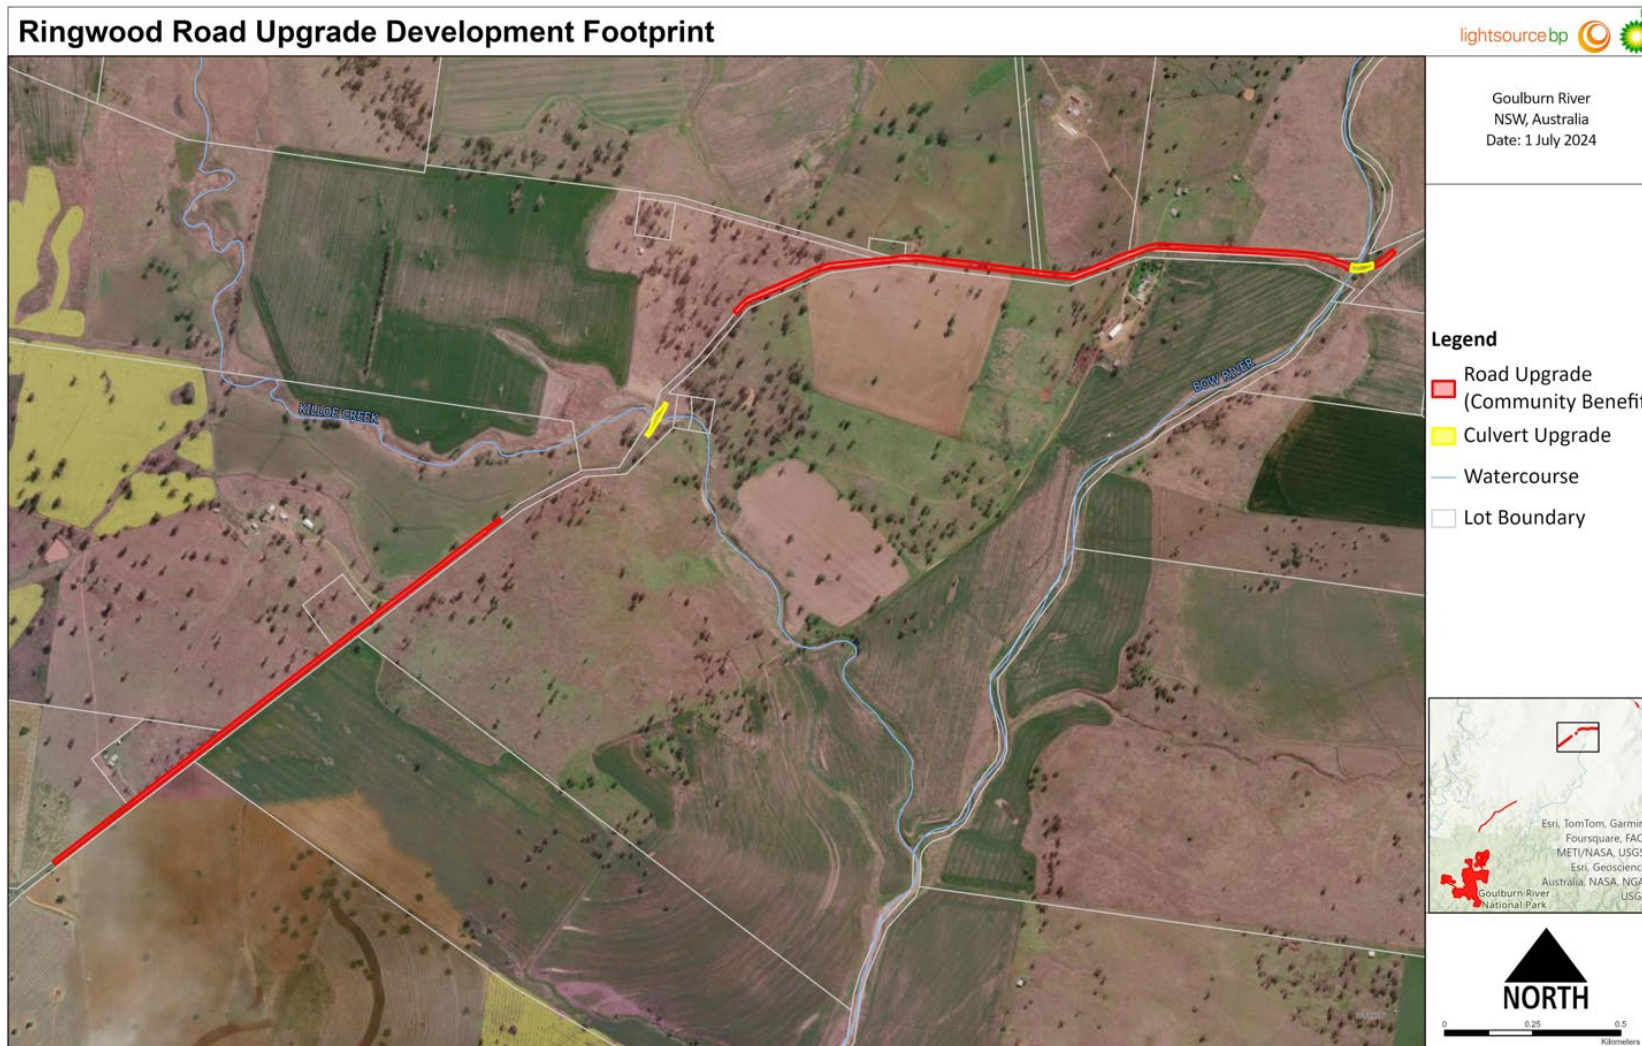 Ringwood Road Upgrade Development Footprint
lightsource bp
Goulburn River
NSW, Australia
Date: 1 July 2024
KILLOE CREEK
BOW RIVER
Legend
Road Upgrade
(Community Benefit
Culvert Upgrade
Watercourse
Lot Boundary
Esri, TomTom, Garmin
Foursquare, FAO
METI/NASA, USGS
Esri, Geoscienc
Australia, NASA, NGA
USG
Goulburn River
National Park
NORTH
0 0.25 0.5
Kilometers